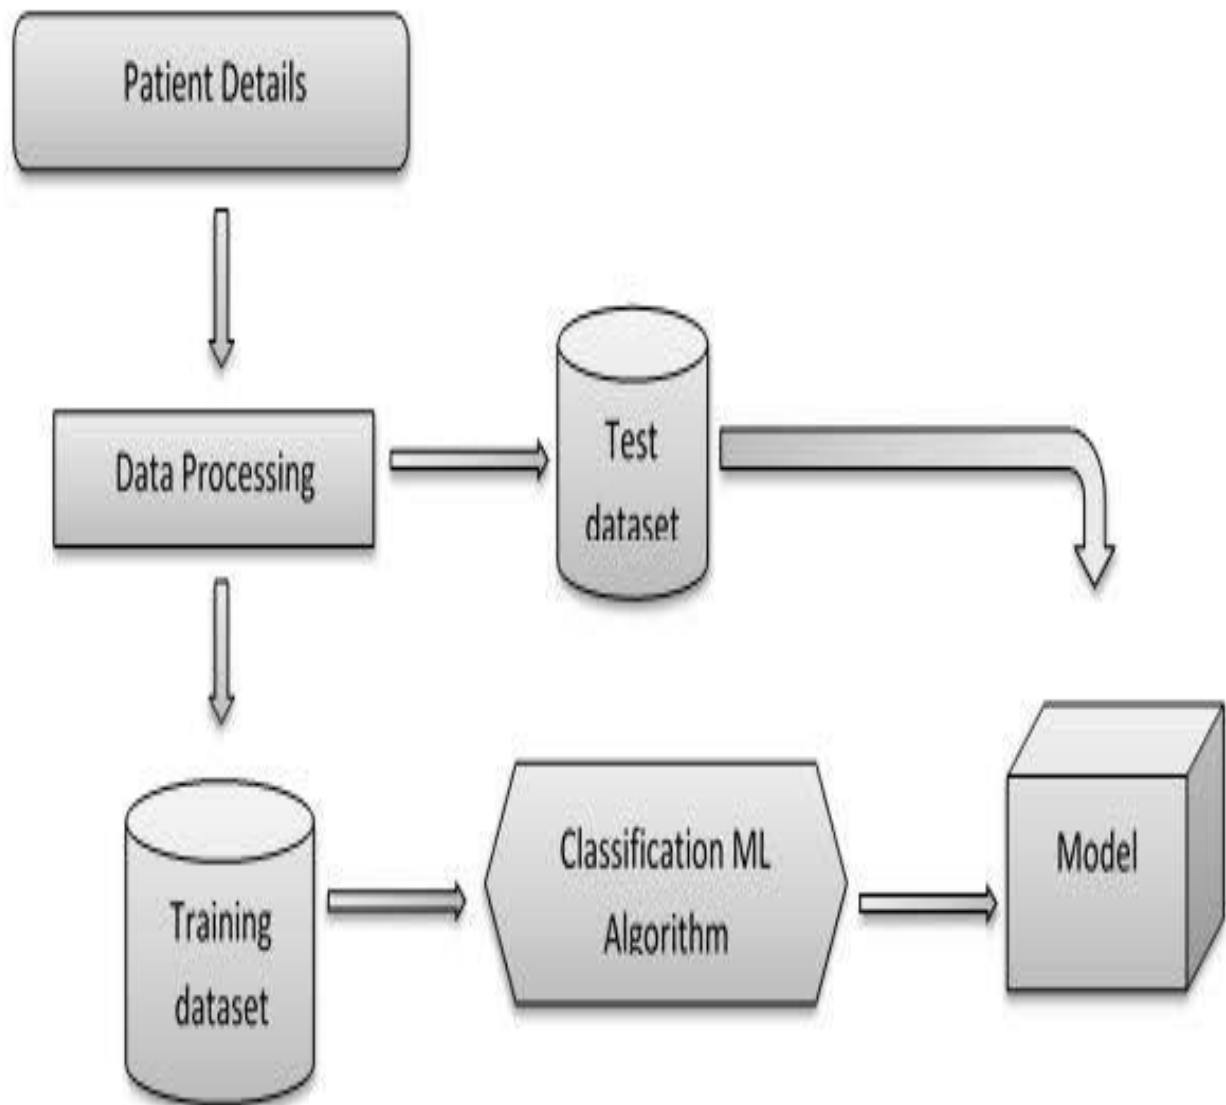 Patient Details
Data Processing
Test
dataset
Training
dataset
Classification ML
Algorithm
Model